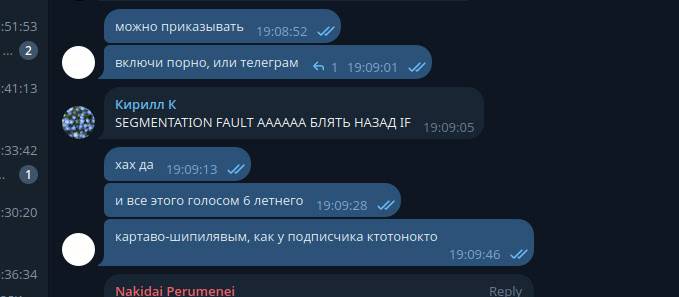 :51:53
... 2
:41:13
:33:42
.. 1
:30:20
:36:34
можно приказывать 19:08:52
включи порно, или телеграм 1 19:09:01
Кирилл К
SEGMENTATION FAULT АААААА БЛЯТЬ НАЗАД IF 19:09:05
хах да 19:09:13
и все этого голосом 6 летнего 19:09:28
картаво-шипилявым, как у подписчика ктотонокто
19:09:46
Nakidai Perumenei Reply